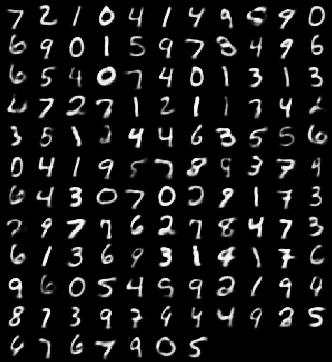 7 2 1 0 4 1 4 9 5 9 0
6 9 0 1 5 9 7 3 4 9 6
6 5 4 0 7 4 0 1 3 1 3
7 2 7 1 2 1 1 7 4 2
3 5 1 2 4 4 6 3 5 5 6
0 4 1 9 5 7 8 9 3 7 4
6 4 3 0 7 0 2 9 1 7 3
7 9 7 7 6 2 7 8 4 7 3
6 1 3 6 9 3 1 4 1 7 6
9 6 0 5 4 5 9 2 1 9 4
8 7 3 9 7 4 4 4 9 2 5
4 7 6 7 9 0 5